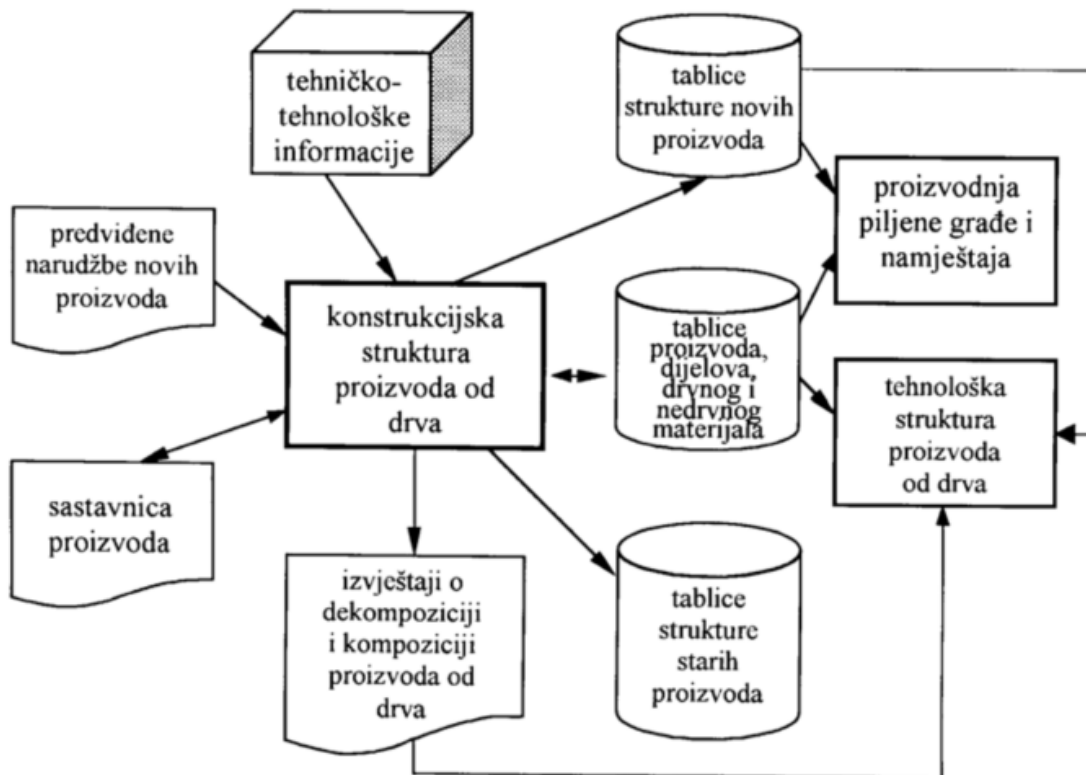 tehničko-
tehnološke
informacije
tablice
strukture novih
proizvoda
proizvodnja
piljene građe i
namještaja
predviđene
narudžbe novih
proizvoda
konstrukcijska
struktura
proizvoda od
drva
tablice
proizvoda,
dijelova,
drvnog i
nedrvnog
materijala
tehnološka
struktura
proizvoda
od drva
sastavnica
proizvoda
izvještaji o
dekompoziciji
i kompoziciji
proizvoda od
drva
tablice
strukture
starih
proizvoda